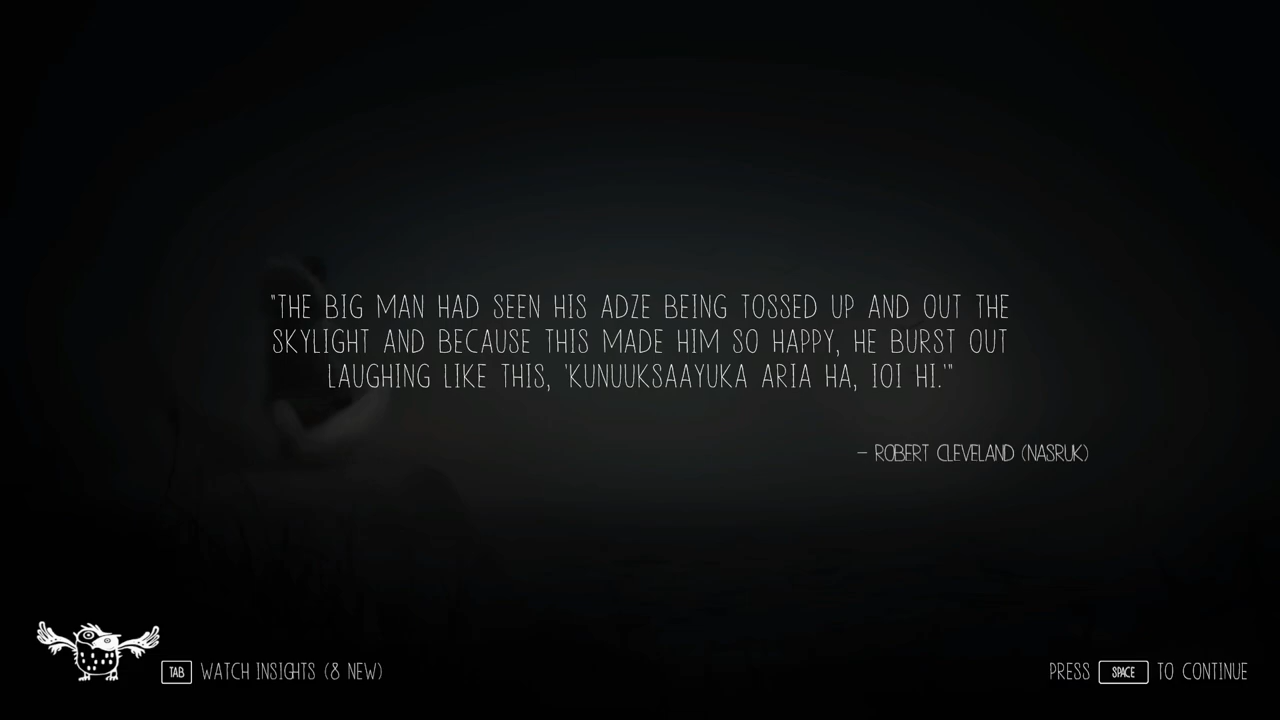 "THE BIG MAN HAD SEEN HIS ADZE BEING TOSSED UP AND OUT THE
SKYLIGHT AND BECAUSE THIS MADE HIM SO HAPPY, HE BURST OUT
LAUGHING LIKE THIS, 'KUNUUKSAAYUKA ARIA HA, IOI HI.'"
– ROBERT CLEVELAND (NASRUK)
TAB WATCH INSIGHTS (8 NEW)
PRESS SPACE TO CONTINUE